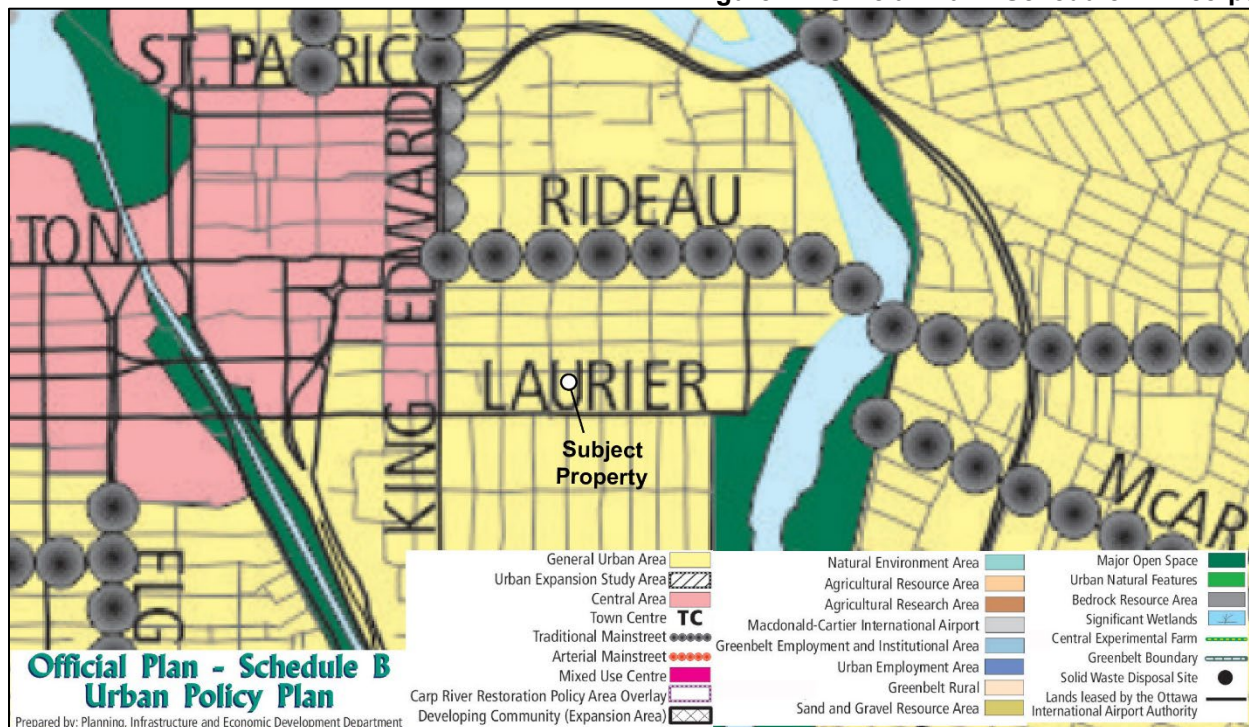 ST. PATRIC
KING EDWARD
RIDEAU
TON
LAURIER
Subject
Property
McAR
ELG
General Urban Area
Urban Expansion Study Area
Central Area
Town Centre TC
Traditional Mainstreet
Arterial Mainstreet
Mixed Use Centre
Carp River Restoration Policy Area Overlay
Developing Community (Expansion Area)
Natural Environment Area
Agricultural Resource Area
Agricultural Research Area
Macdonald-Cartier International Airport
Greenbelt Employment and Institutional Area
Urban Employment Area
Greenbelt Rural
Sand and Gravel Resource Area
Major Open Space
Urban Natural Features
Bedrock Resource Area
Significant Wetlands
Central Experimental Farm
Greenbelt Boundary
Solid Waste Disposal Site
Lands leased by the Ottawa
International Airport Authority
Official Plan - Schedule B
Urban Policy Plan
Prepared by: Planning, Infrastructure and Economic Development Department